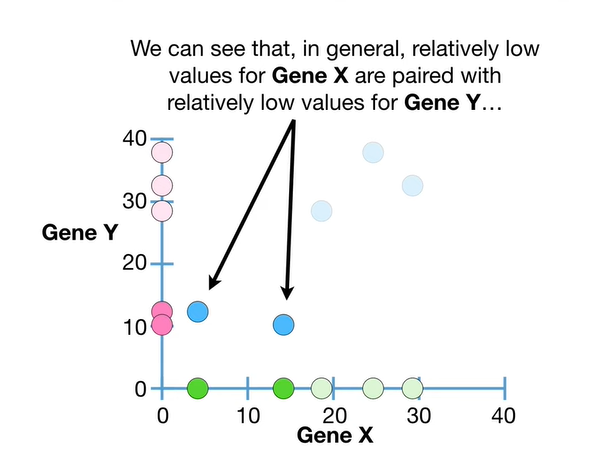 We can see that, in general, relatively low
values for Gene X are paired with
relatively low values for Gene Y…
40
30
Gene Y
20
10
0
0 10 20 30 40
Gene X